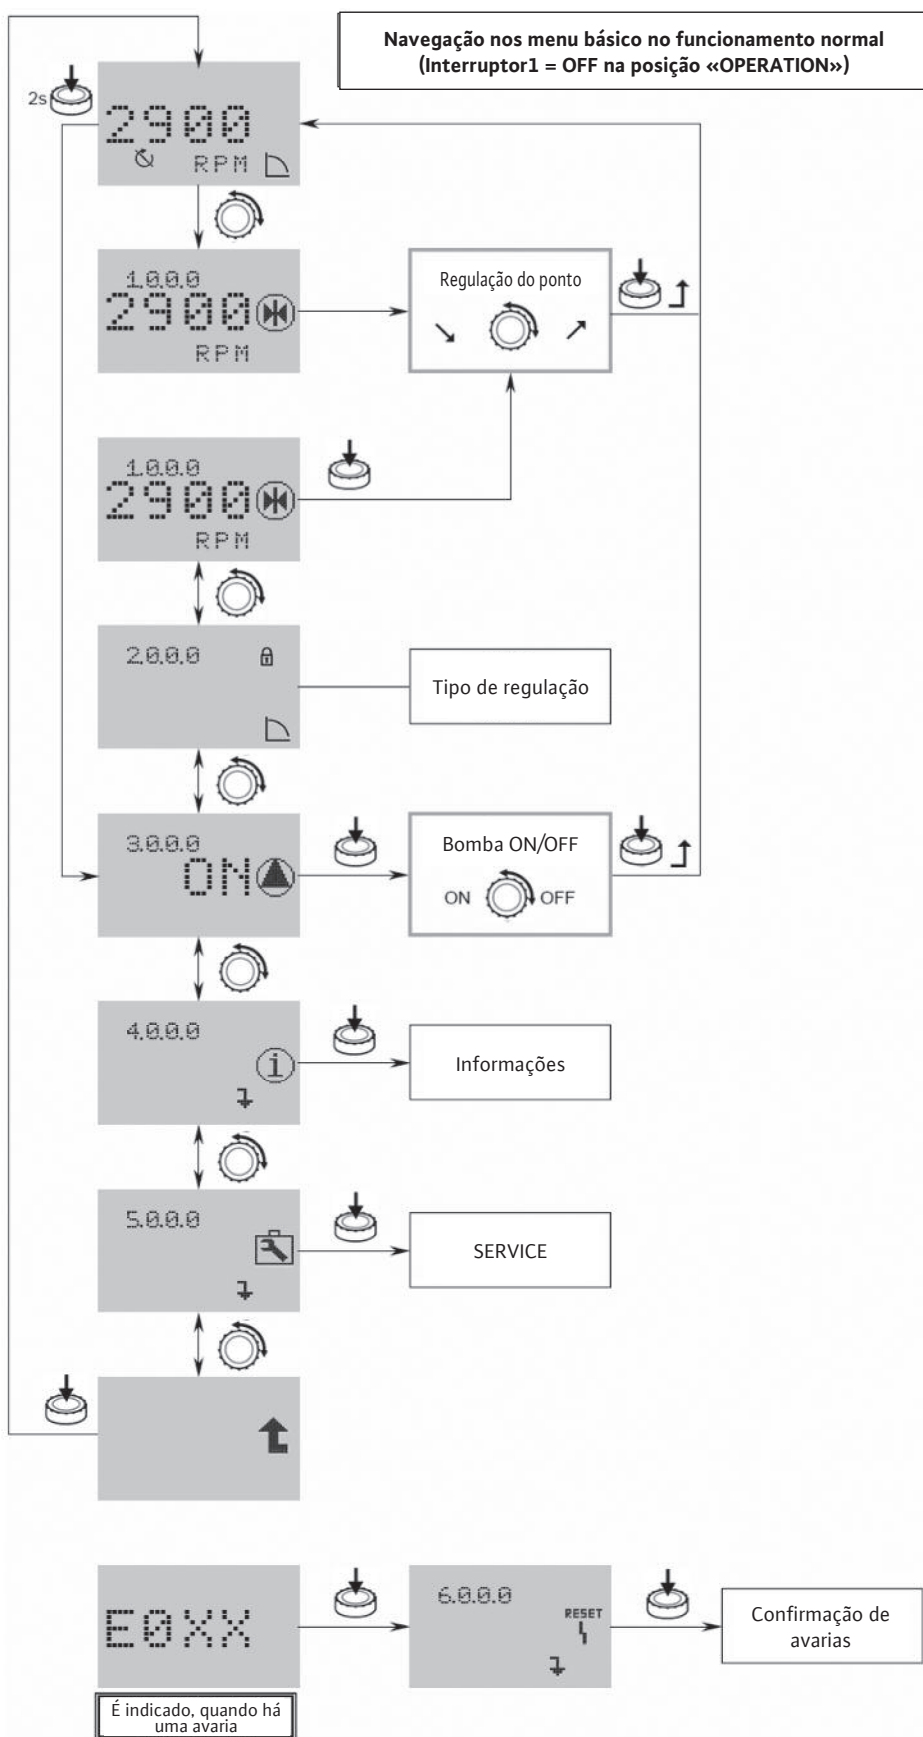 Navegação nos menu básico no funcionamento normal
(Interruptor1 = OFF na posição «OPERATION»)
2s
2900
RPM
1.0.0.0
2900
RPM
Regulação do ponto
1.0.0.0
2900
RPM
2.0.0.0
Tipo de regulação
3.0.0.0
ON
Bomba ON/OFF
ON OFF
4.0.0.0
i
Informações
5.0.0.0
SERVICE
E0XX
6.0.0.0
RESET
Confirmação de
avarias
É indicado, quando há
uma avaria